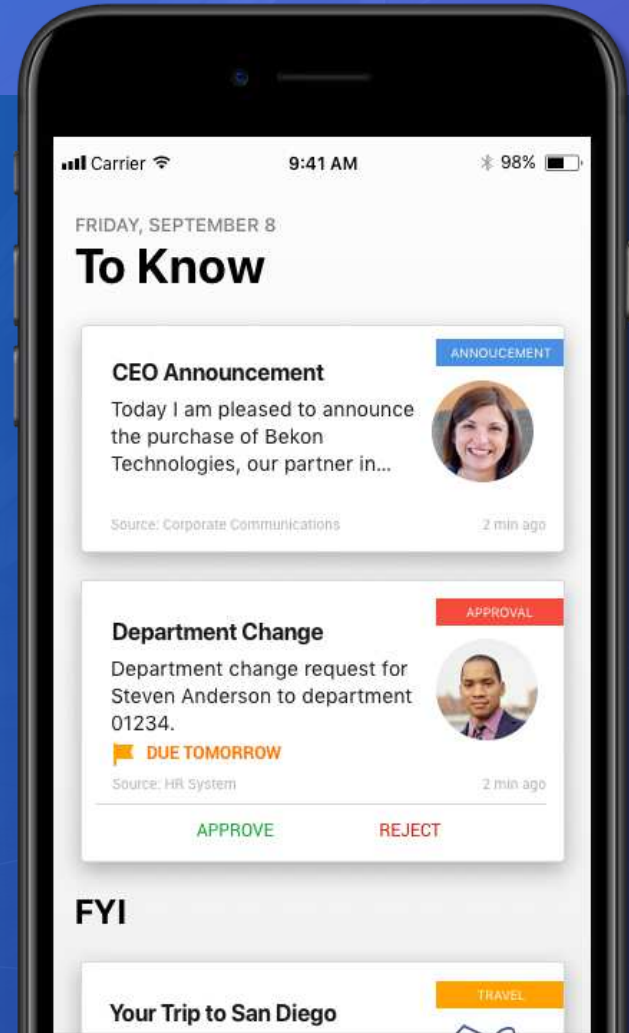 Carrier 9:41 AM 98%
FRIDAY, SEPTEMBER 8
To Know
ANNOUCEMENT
CEO Announcement
Today I am pleased to announce
the purchase of Bekon
Technologies, our partner in...
Source: Corporate Communications 2 min ago
APPROVAL
Department Change
Department change request for
Steven Anderson to department
01234.
DUE TOMORROW
Source: HR System 2 min ago
APPROVE REJECT
FYI
TRAVEL
Your Trip to San Diego